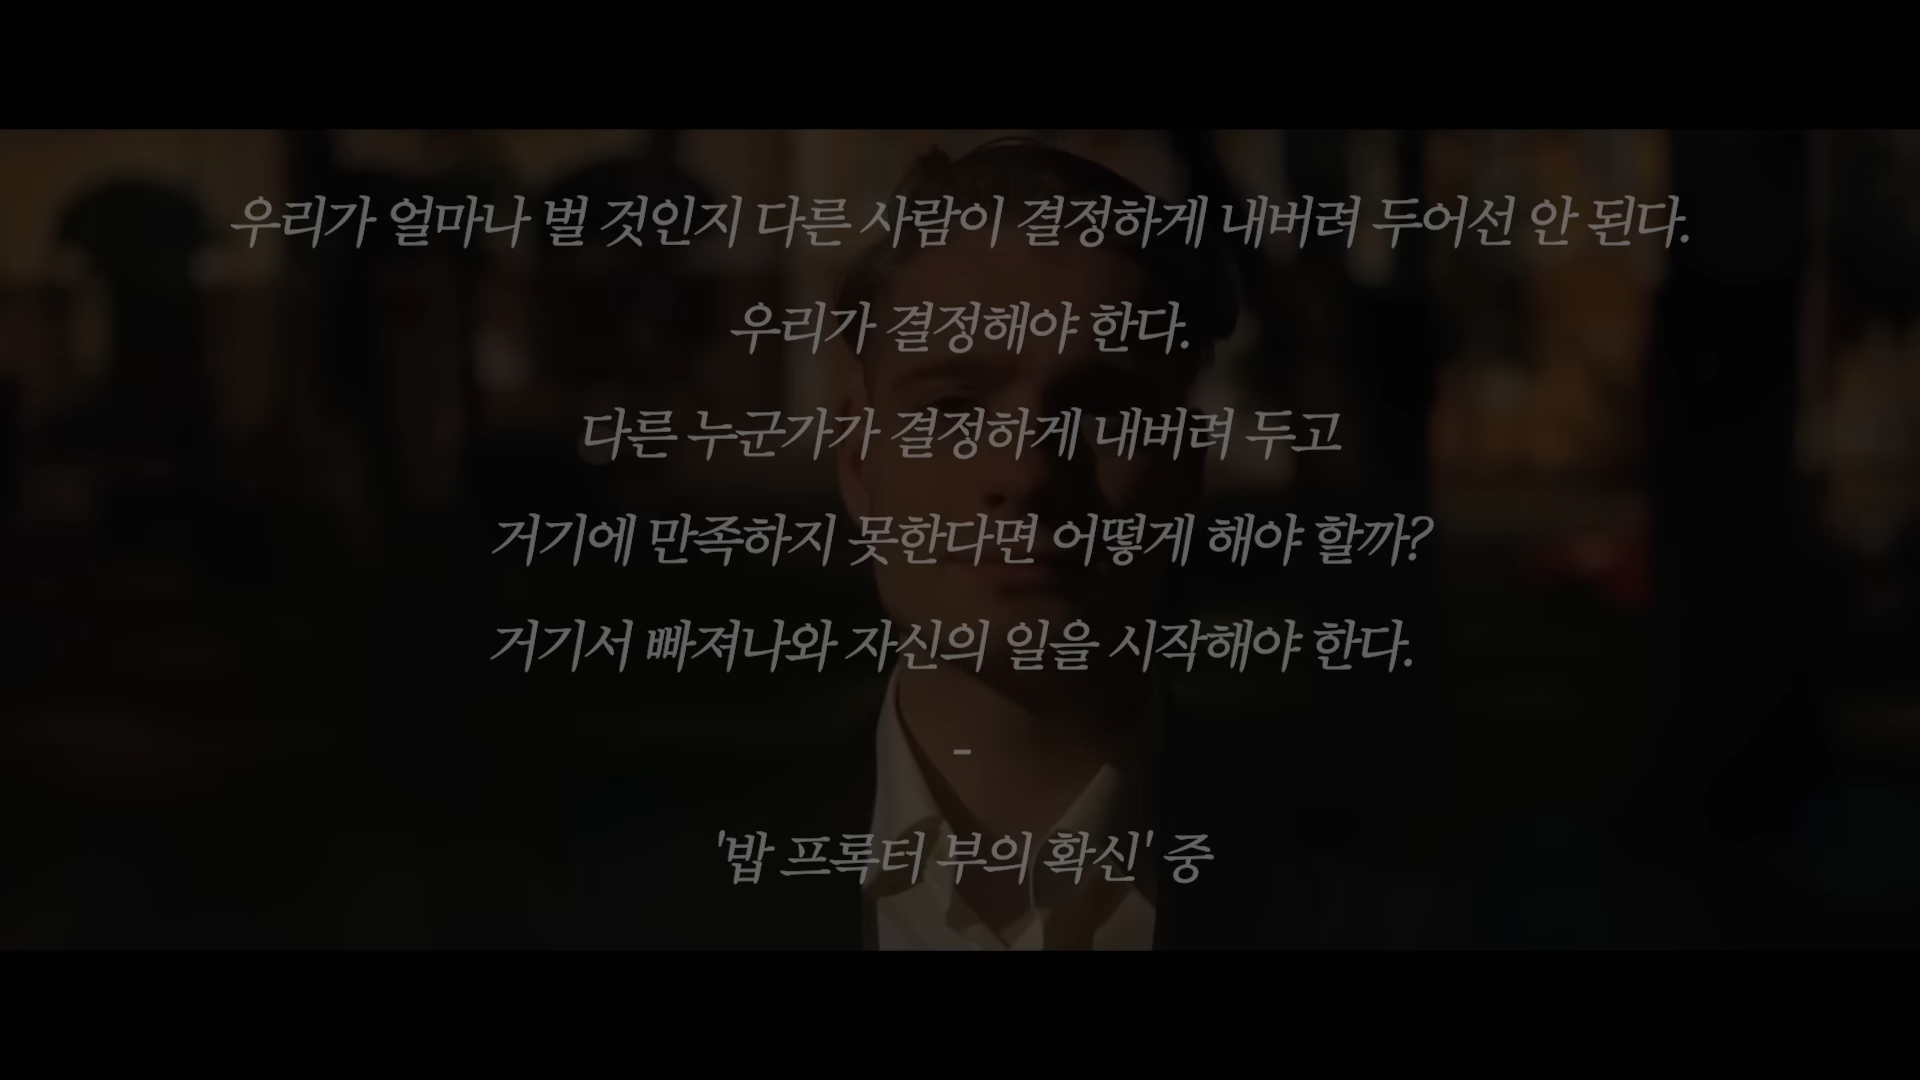 우리가 얼마나 벌 것인지 다른 사람이 결정하게 내버려 두어선 안 된다.
우리가 결정해야 한다.
다른 누군가가 결정하게 내버려 두고
거기에 만족하지 못한다면 어떻게 해야 할까?
거기서 빠져나와 자신의 일을 시작해야 한다.
-
'밥 프록터 부의 확신' 중